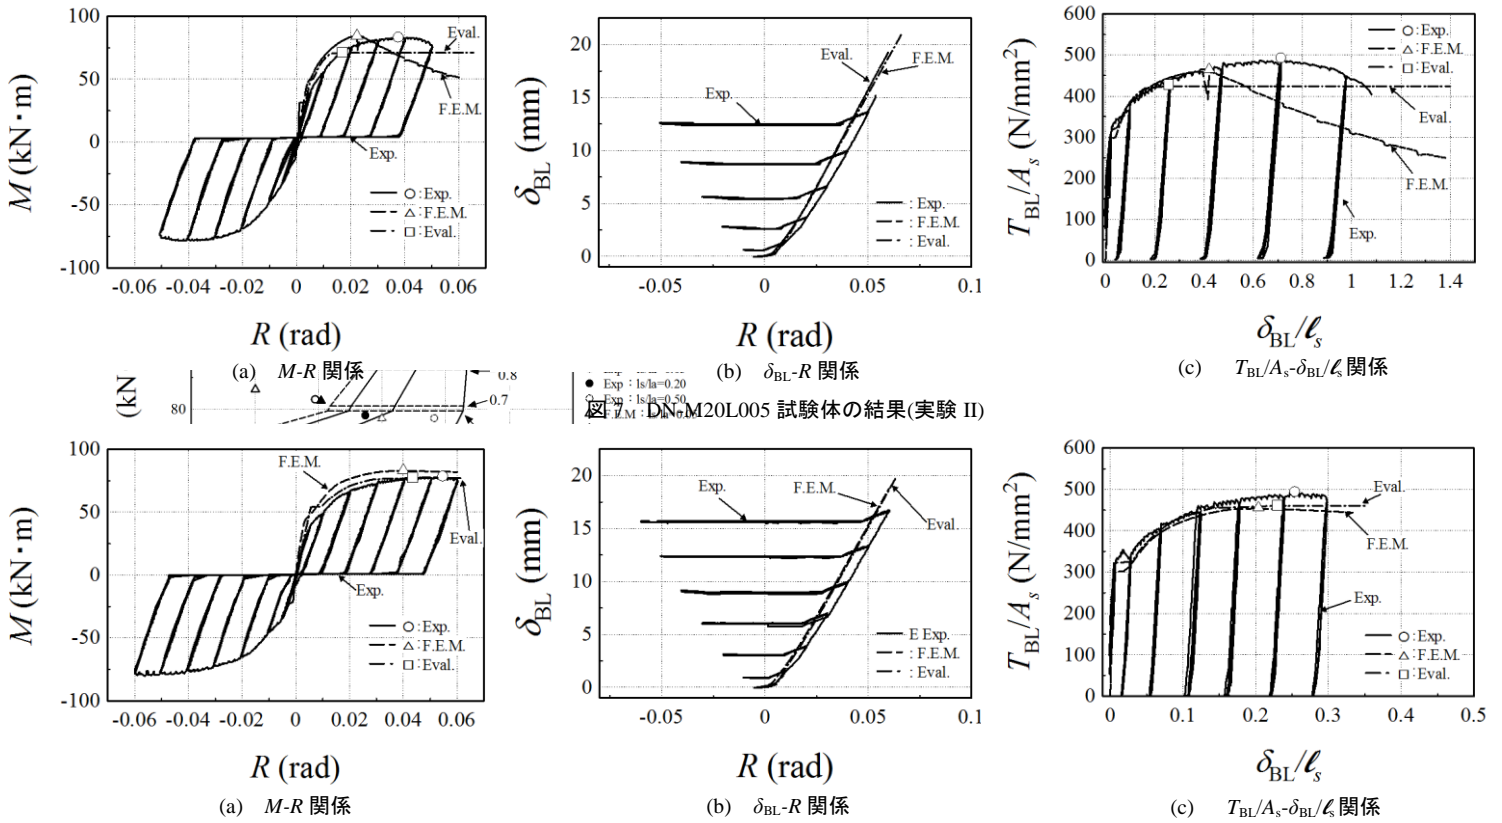 100
50
0
-50
-100
M (kN・m)
-0.06 -0.04 -0.02 0 0.02 0.04 0.06
R (rad)
Eval.
F.E.M.
Exp.
:Exp.
:F.E.M.
:Eval.
(a) M-R 関係
20
15
10
5
0
δBL (mm)
-0.05 0 0.05 0.1
R (rad)
Eval.
F.E.M.
Exp.
: Exp.
: F.E.M.
: Eval.
(b) δBL-R 関係
600
500
400
300
200
100
0
TBL/As (N/mm2)
0 0.2 0.4 0.6 0.8 1 1.2 1.4
δBL/ℓs
:Exp.
:F.E.M.
:Eval.
Eval.
F.E.M.
Exp.
(c) TBL/As-δBL/ℓs 関係
(kN
80
0.8
0.7
Exp : ls/la=0.20
Exp : ls/la=0.50
F.E.M : ls/la=0.05
図 7 DN-M20L005 試験体の結果(実験 II)
100
50
0
-50
-100
M (kN・m)
-0.06 -0.04 -0.02 0 0.02 0.04 0.06
R (rad)
F.E.M.
Eval.
Exp.
:Exp.
:F.E.M.
:Eval.
(a) M-R 関係
20
15
10
5
0
δBL (mm)
-0.05 0 0.05 0.1
R (rad)
Exp.
F.E.M.
Eval.
E Exp.
: F.E.M.
: Eval.
(b) δBL-R 関係
600
500
400
300
200
100
0
TBL/As (N/mm2)
0 0.1 0.2 0.3 0.4 0.5
δBL/ℓs
Eval.
F.E.M.
Exp.
:Exp.
:F.E.M.
:Eval.
(c) TBL/As-δBL/ℓs 関係